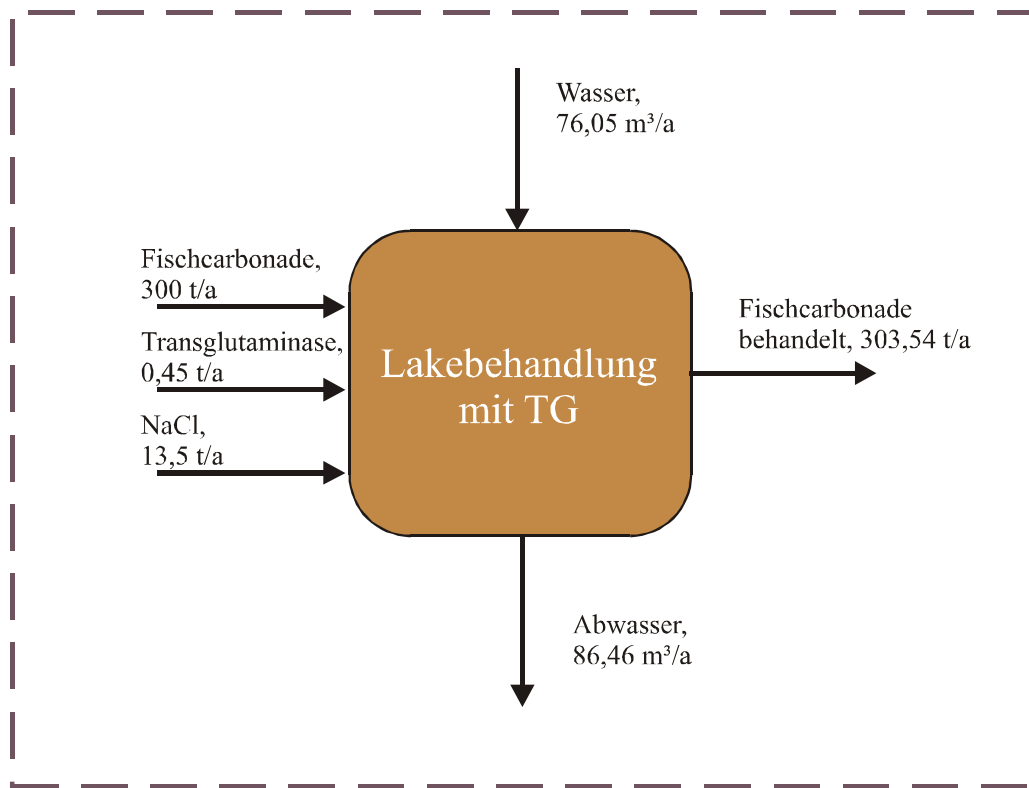 Wasser,
76,05 m³/a
Fischcarbonade,
300 t/a
Transglutaminase,
0,45 t/a
NaCl,
13,5 t/a
Lakebehandlung
mit TG
Fischcarbonade
behandelt, 303,54 t/a
Abwasser,
86,46 m³/a